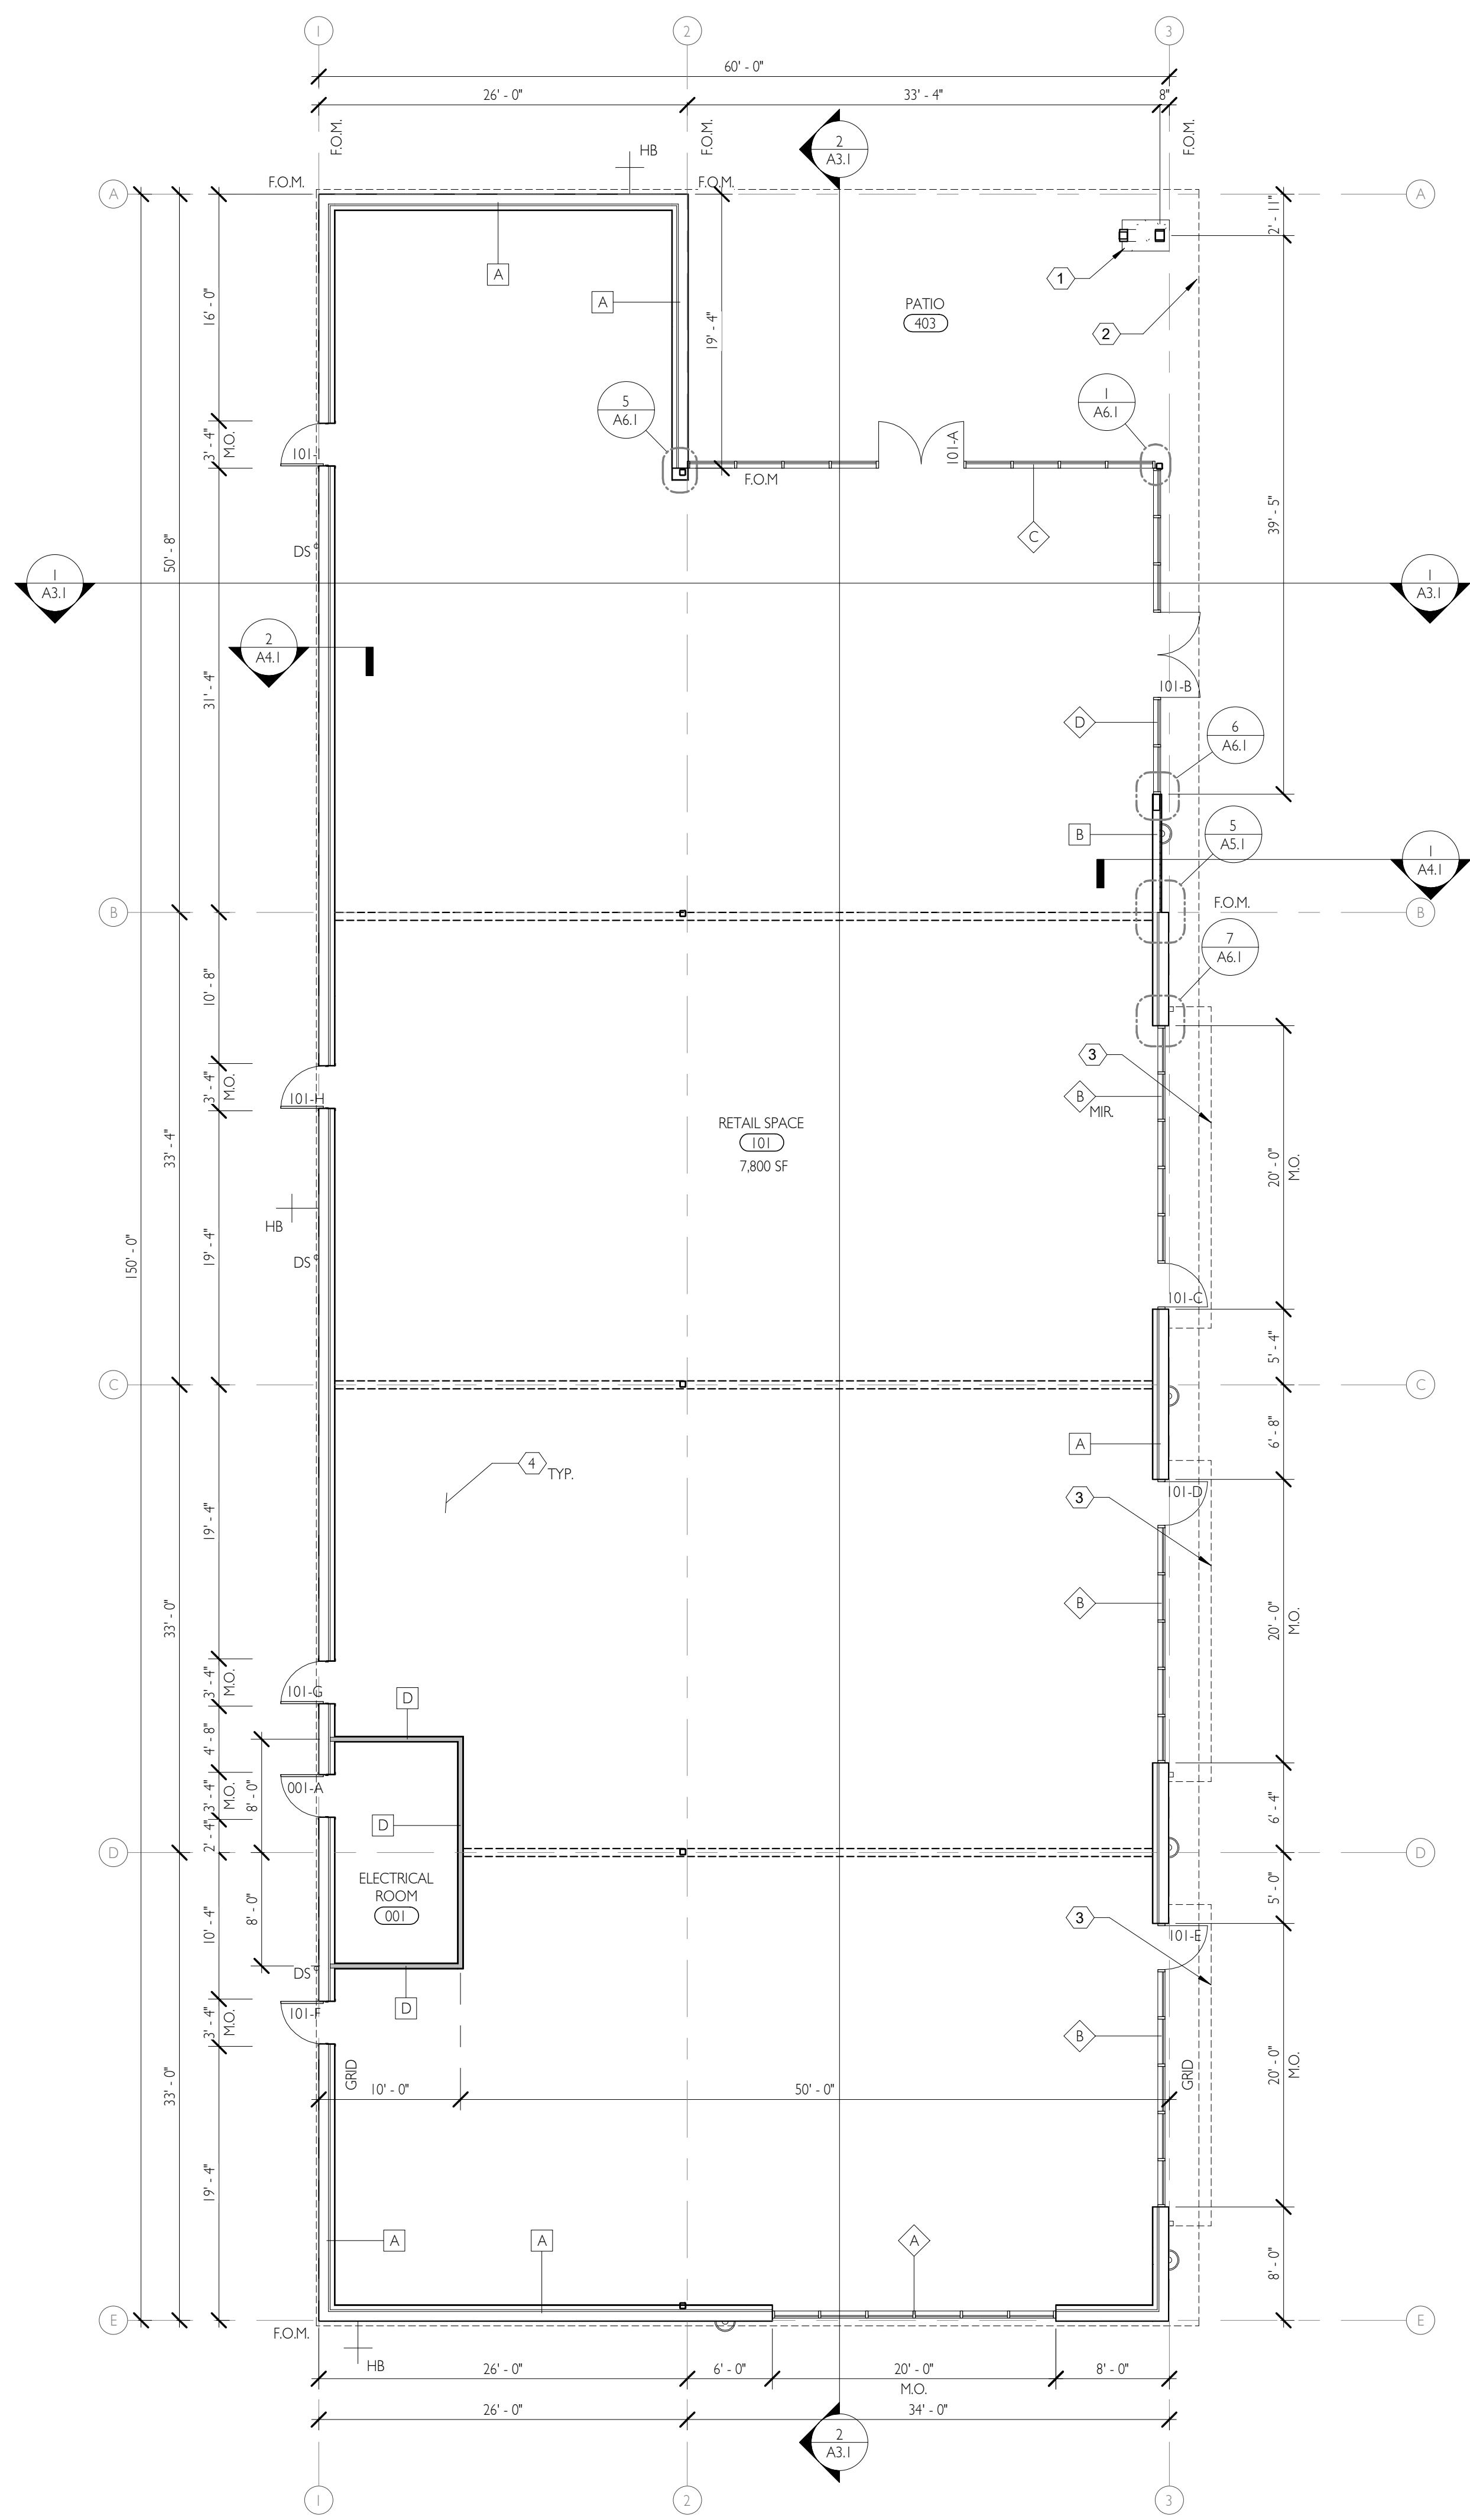 1 2 3
60' - 0"
26' - 0" 33' - 4" 8"
F.O.M. F.O.M. F.O.M.
2
A3.1
HB
F.O.M. F.O.M.
A A
2' - 11"
1
A
A
PATIO
403
2
16' - 0"
19' - 4"
5
A6.1
1
A6.1
3' - 4"
M.O.
101-I
101-A
F.O.M
C
39' - 5"
DS
50' - 8"
1
A3.1
1
A3.1
2
A4.1
31' - 4"
101-B
D
6
A6.1
B
5
A5.1
1
A4.1
F.O.M.
B B
7
A6.1
10' - 8"
3' - 4"
M.O.
101-H
3
B
MIR.
RETAIL SPACE
101
7,800 SF
33' - 4"
20' - 0"
M.O.
HB
DS
19' - 4"
150' - 0"
101-C
5' - 4"
C C
6' - 8"
A
4
TYP.
101-D
3
19' - 4"
33' - 0"
B
20' - 0"
M.O.
3' - 4"
M.O.
101-G
D
4' - 8"
001-A
3' - 4"
M.O.
8' - 0"
6' - 4"
2' - 4"
D
D D
ELECTRICAL
ROOM
001
8' - 0"
10' - 4"
5' - 0"
3
101-E
DS
D
101-F
3' - 4"
M.O.
B
20' - 0"
M.O.
GRID GRID
10' - 0" 50' - 0"
33' - 0"
19' - 4"
A
A
A
8' - 0"
E E
F.O.M.
HB
26' - 0" 6' - 0" 20' - 0" 8' - 0"
M.O.
26' - 0" 34' - 0"
2
A3.1
1 2 3